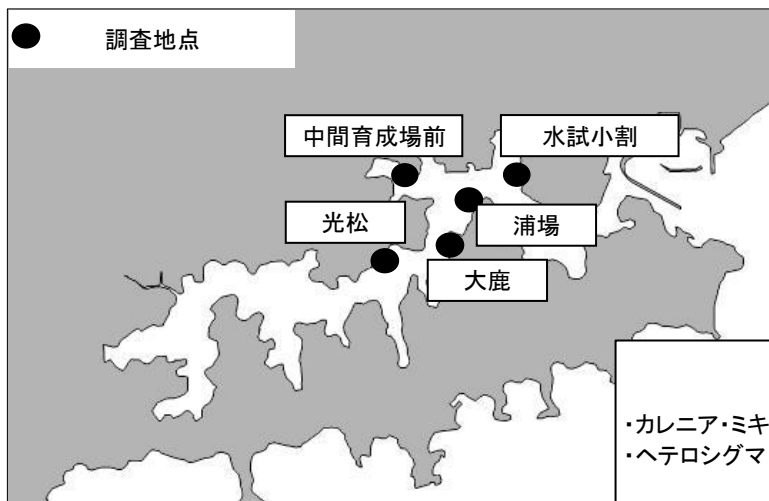 調査地点
中間育成場前
水試小割
光松
浦場
大鹿
・カレニア・ミキ
・ヘテロシグマ